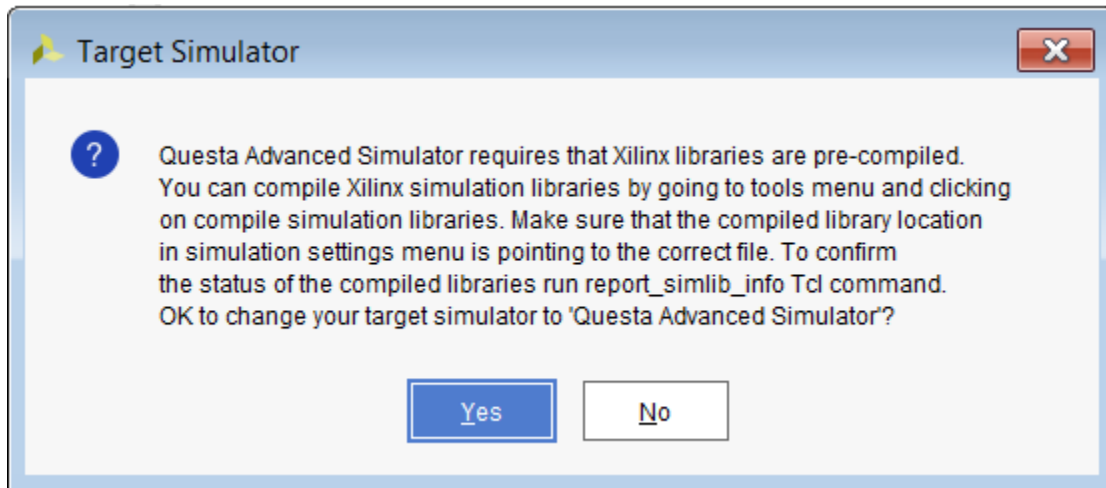 Target Simulator
?
Questa Advanced Simulator requires that Xilinx libraries are pre-compiled.
You can compile Xilinx simulation libraries by going to tools menu and clicking
on compile simulation libraries. Make sure that the compiled library location
in simulation settings menu is pointing to the correct file. To confirm
the status of the compiled libraries run report_simlib_info Tcl command.
OK to change your target simulator to 'Questa Advanced Simulator'?
Yes No